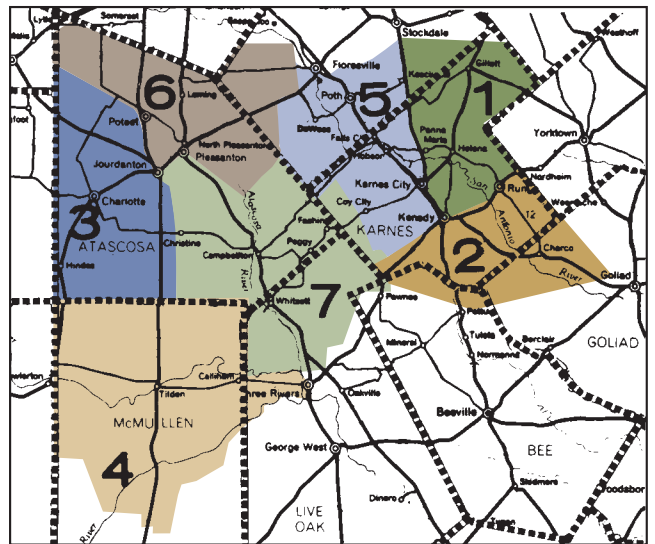 Somerset
Stockdale
Westhoff
Floresville
Kosciusko
Gillett
6
Leming
Poth
5
1
Poteet
DeWees
Falls City
Yorktown
North Pleasanton
Pleasanton
Hobson
Panna
Maria
Helena
Jourdanton
Nordheim
Karnes City
San
Runge
Charlotte
Atascosa
Coy City
Weesatche
3
Fashing
Kenedy
Antonio
12
ATASCOSA
Christine
Peggy
KARNES
Charco
Campbellton
2
Hindes
River
River
Goliad
7
Whitsett
Pawnee
Pettus
GOLIAD
Mineral
Tuleta
Berclair
Normanna
Calliham
Tilden
Three Rivers
Oakville
McMULLEN
Beeville
4
George West
BEE
Skidmore
Dinero
LIVE
OAK
River